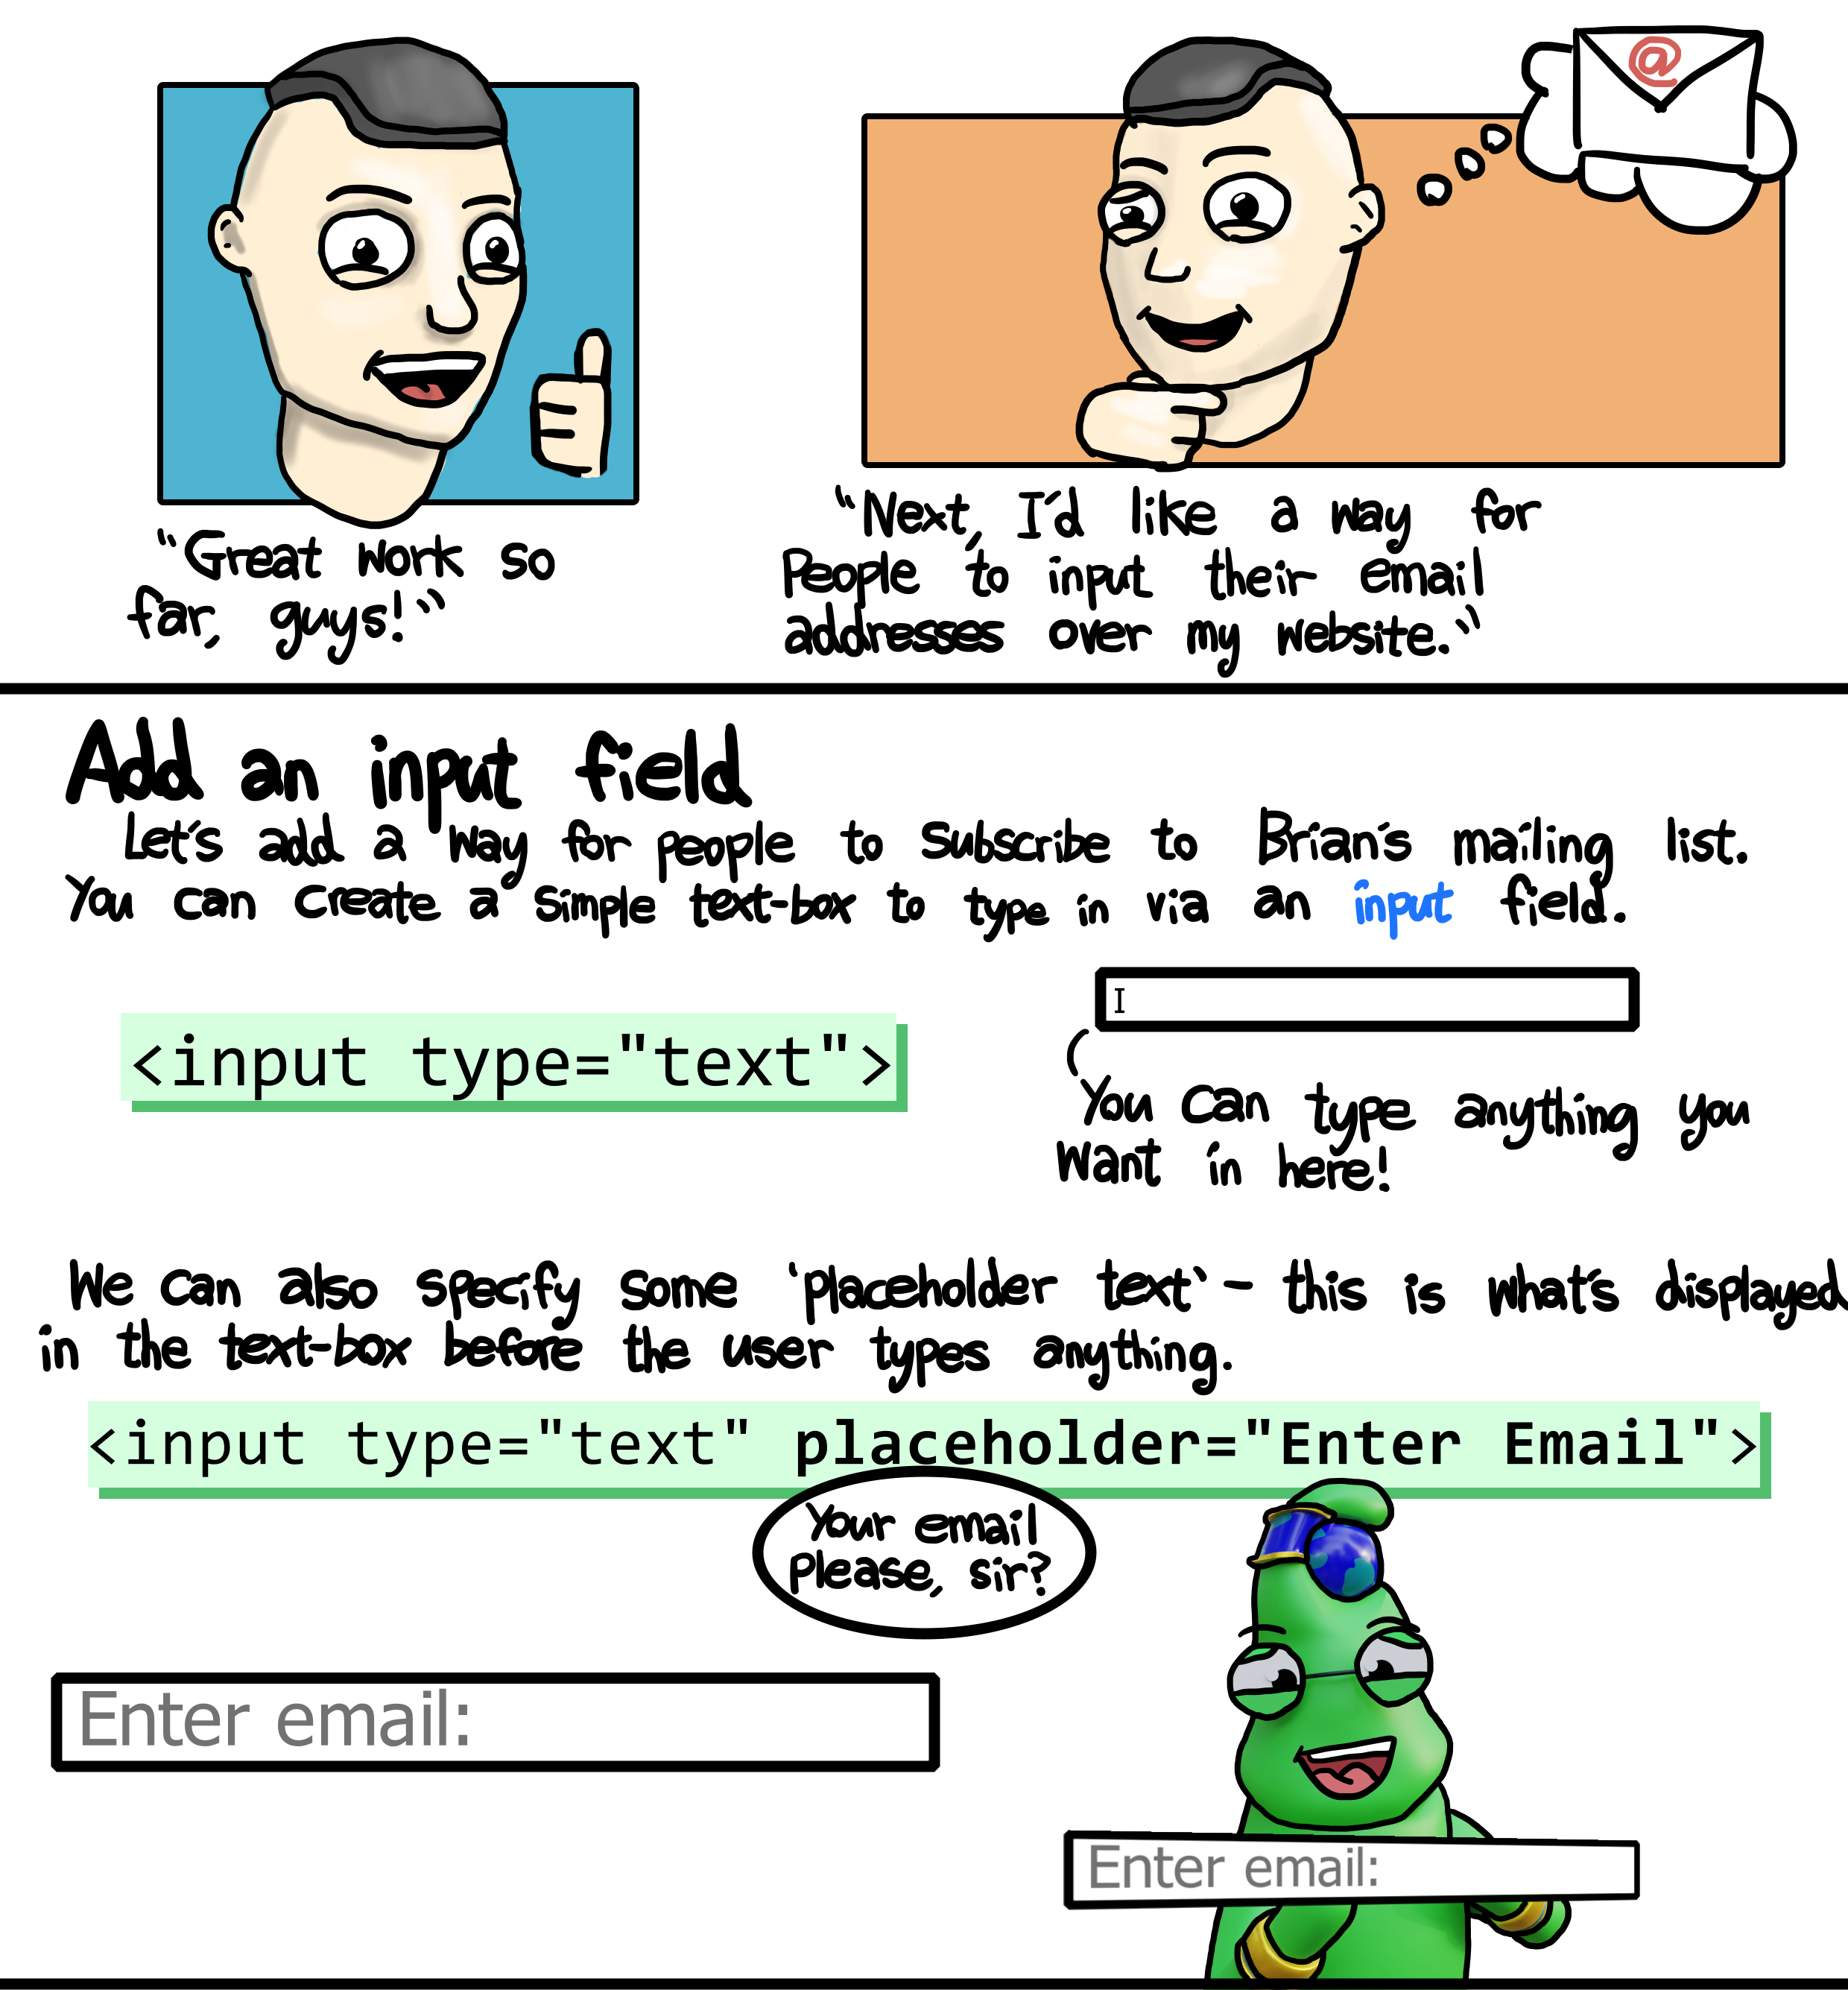 @
"Great work so
far, guys!"
"Next, I'd like a way for
People to input their email
addresses over my website."
Add an input field
Let's add a way for people to subscribe to Brian's mailing list.
You can create a simple text-box to type in via an input field.
I
<input type="text">
You can type anything you
want in here!
We can also specify some 'placeholder text' - this is what's displayed
in the text-box before the user types anything.
<input type="text" placeholder="Enter Email">
Your email
Please, sir?
Enter email:
Enter email: